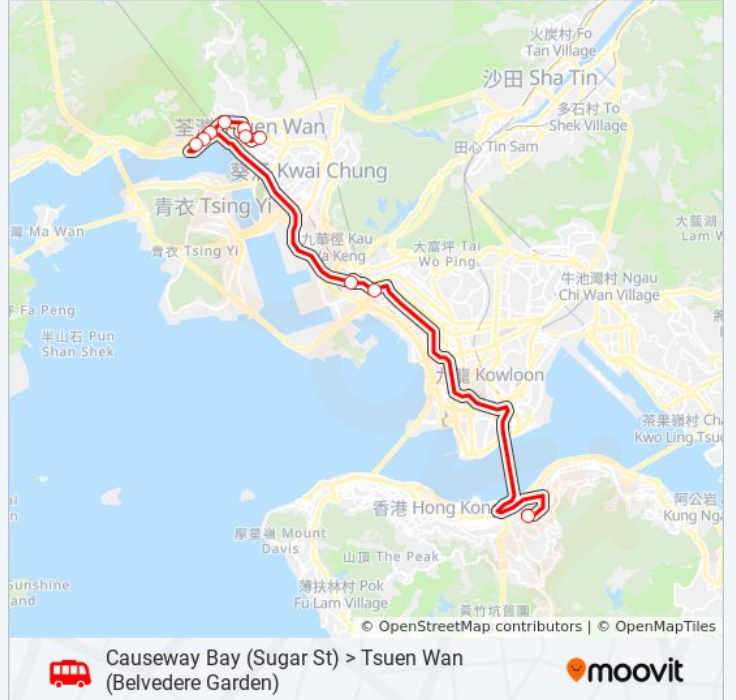 火炭村 Fo
Tan Village
沙田 Sha Tin
多石村 To
Shek Village
荃灣 Tsuen Wan
田心 Tin Sam
葵涌 Kwai Chung
青衣 Tsing Yi
灣 Ma Wan
九華徑 Kau
Wa Keng
大窩坪 Tai
Wo Ping
大藍湖
Lam W
青衣 Tsing Yi
牛池灣村 Ngau
Chi Wan Village
Fa Peng
半山石 Pun
Shan Shek
九龍 Kowloon
茶果嶺村 Cha
Kwo Ling Tsue
香港 Hong Kong
阿公岩
Kung Nga
摩星嶺 Mount
Davis
山頂 The Peak
Sunshine
and
薄扶林村 Pok
Fu Lam Village
黃竹坑舊圍
© OpenStreetMap contributors | © OpenMapTiles
Causeway Bay (Sugar St) > Tsuen Wan
(Belvedere Garden)
moovit